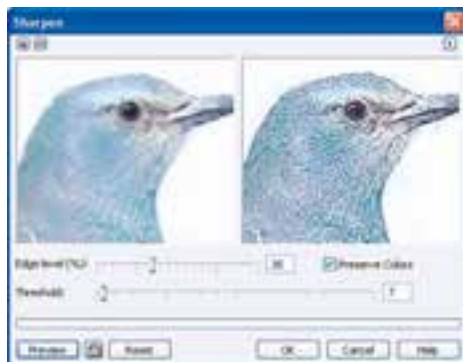 Sharpen
Edge level (%):
Preserve Colors
Threshold:
Preview Reset OK Cancel Help